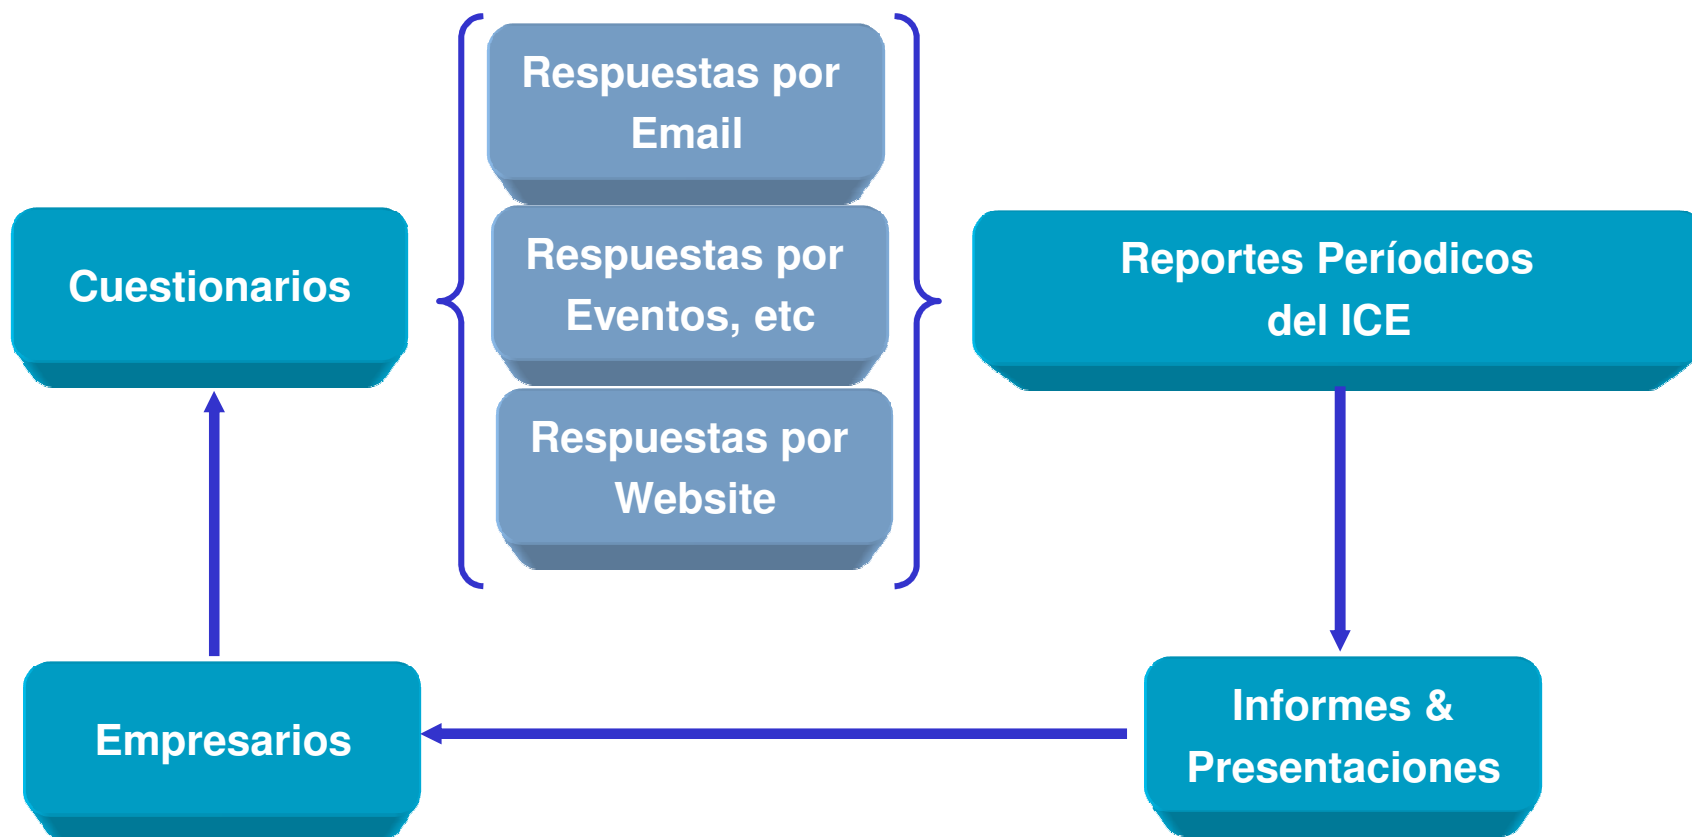 Respuestas por
Email
Cuestionarios
Respuestas por
Eventos, etc
Respuestas por
Website
Reportes Períodicos
del ICE
Empresarios
Informes &
Presentaciones